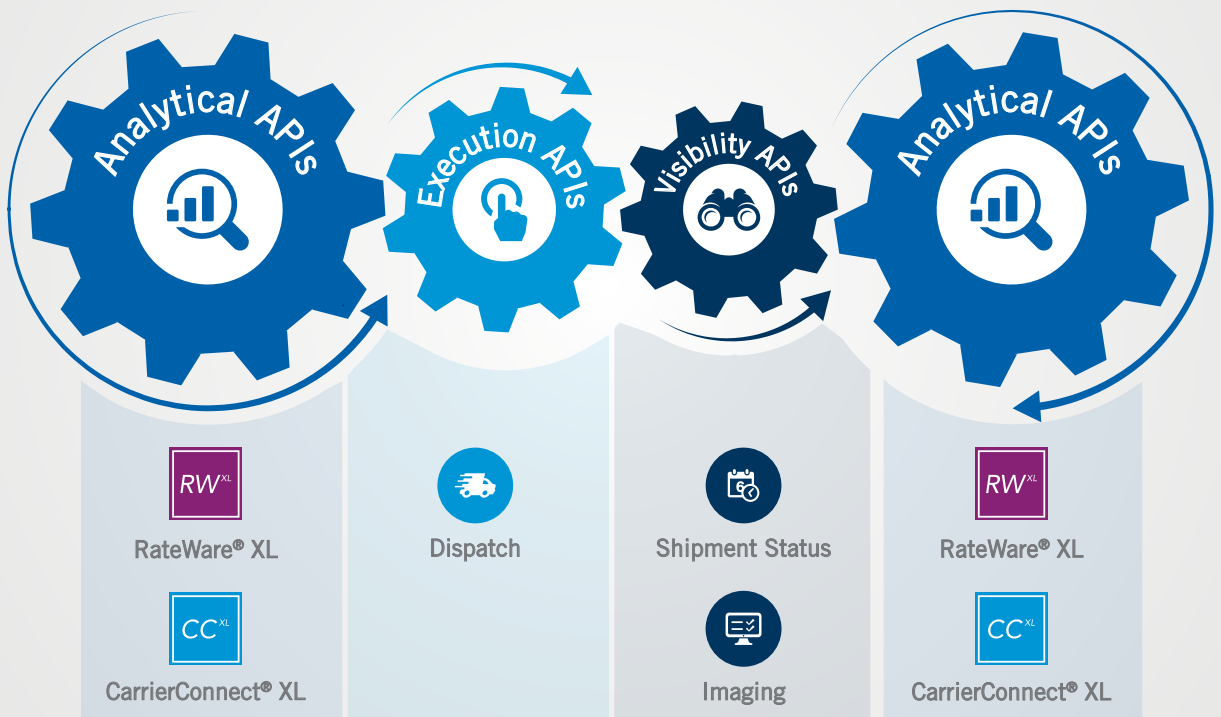 Analytical APIs
Execution APIs
Visibility APIs
Analytical APIs
RW XL
RateWare® XL
CC XL
CarrierConnect® XL
Dispatch
6
Shipment Status
Imaging
RW XL
RateWare® XL
CC XL
CarrierConnect® XL